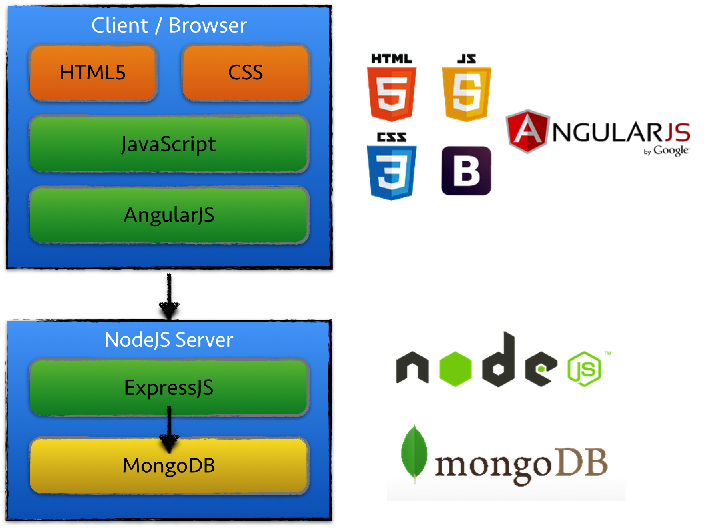 Client / Browser
HTML5
CSS
JavaScript
AngularJS
HTML
5
JS
5
CSS
3
B
A
NGULARJS
by Google
NodeJS Server
ExpressJS
MongoDB
node
JS
™
mongoDB